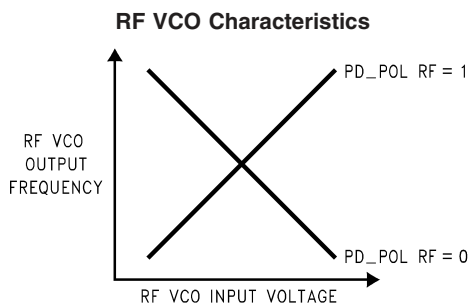 RF VCO Characteristics
PD_POL RF = 1
RF VCO
OUTPUT
FREQUENCY
PD_POL RF = 0
RF VCO INPUT VOLTAGE